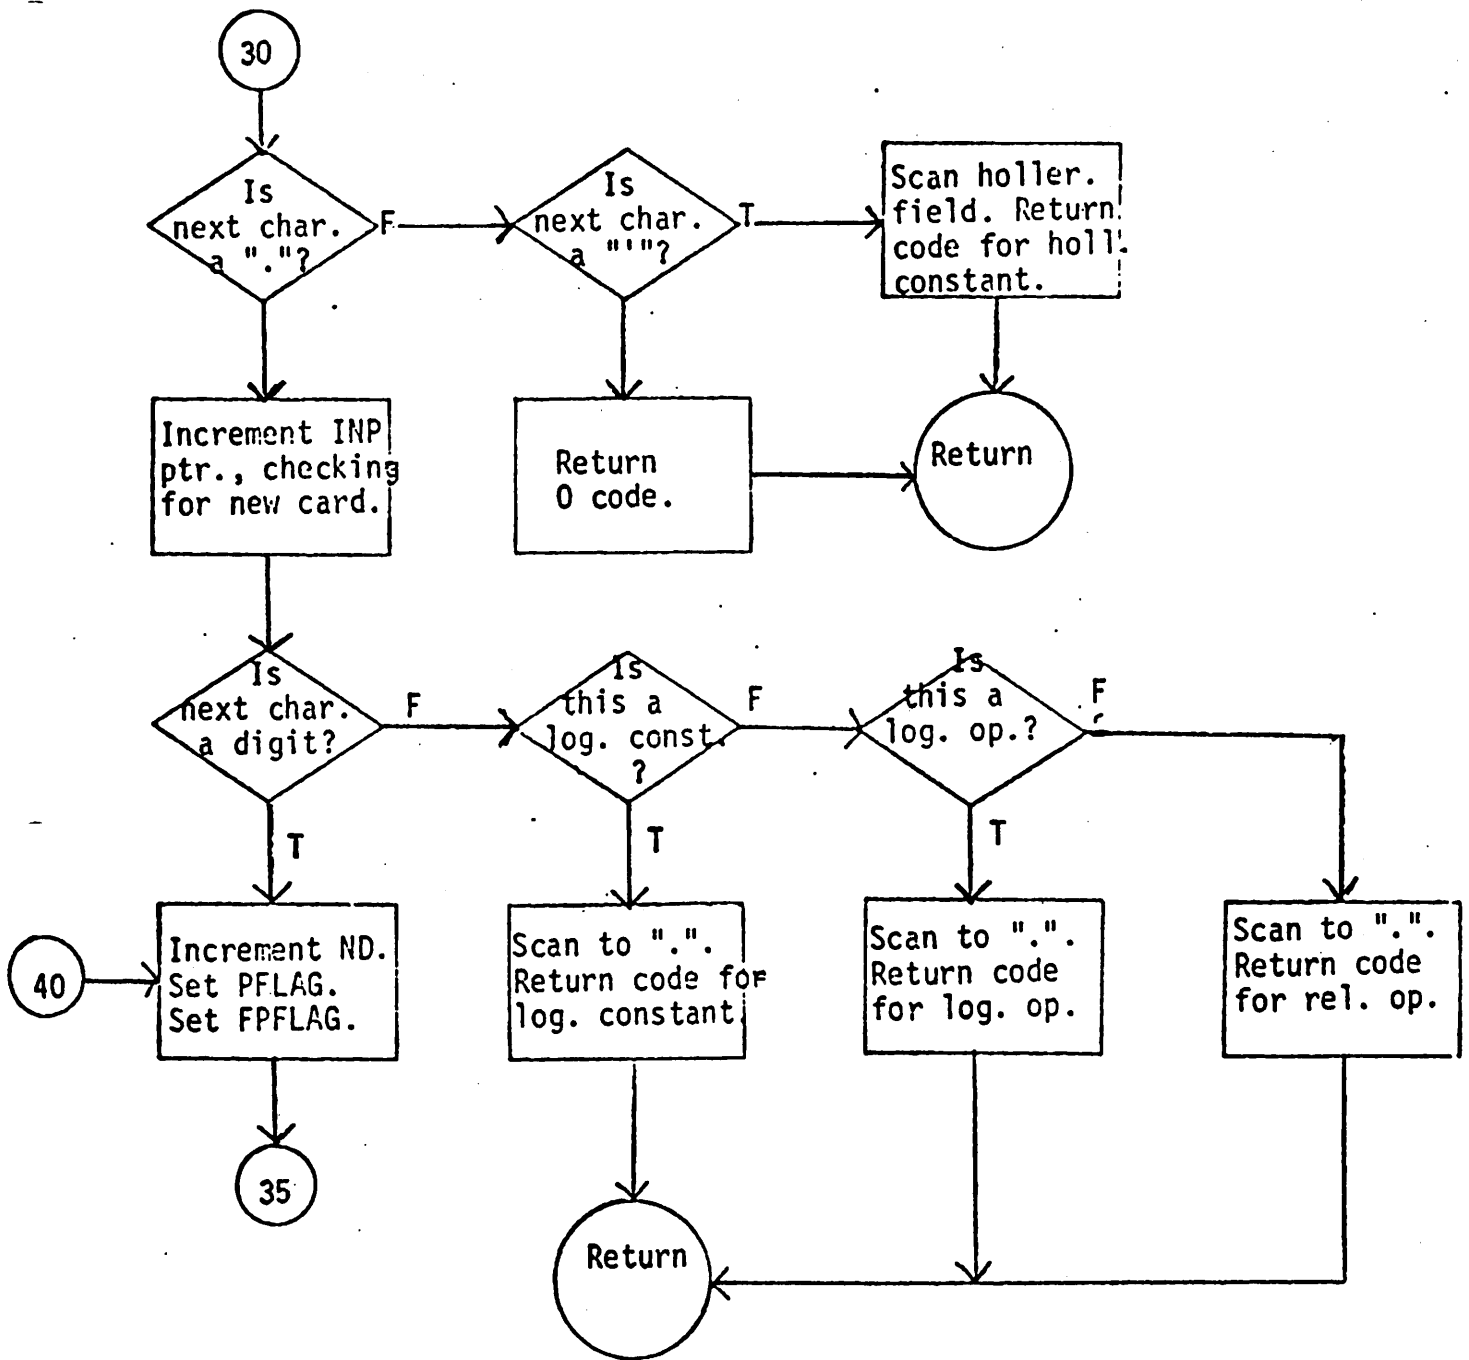 30
Is
next char.
a "."?
F
Is
next char.
a "'"?
T
Scan holler.
field. Return
code for holl.
constant.
Increment INP
ptr., checking
for new card.
Return
0 code.
Return
Is
next char.
a digit?
F
T
Is
this a
log. const.
?
F
T
Is
this a
log. op.?
F
T
40
Increment ND.
Set PFLAG.
Set FPFLAG.
Scan to ".".
Return code for
log. constant.
Scan to ".".
Return code
for log. op.
Scan to ".".
Return code
for rel. op.
35
Return